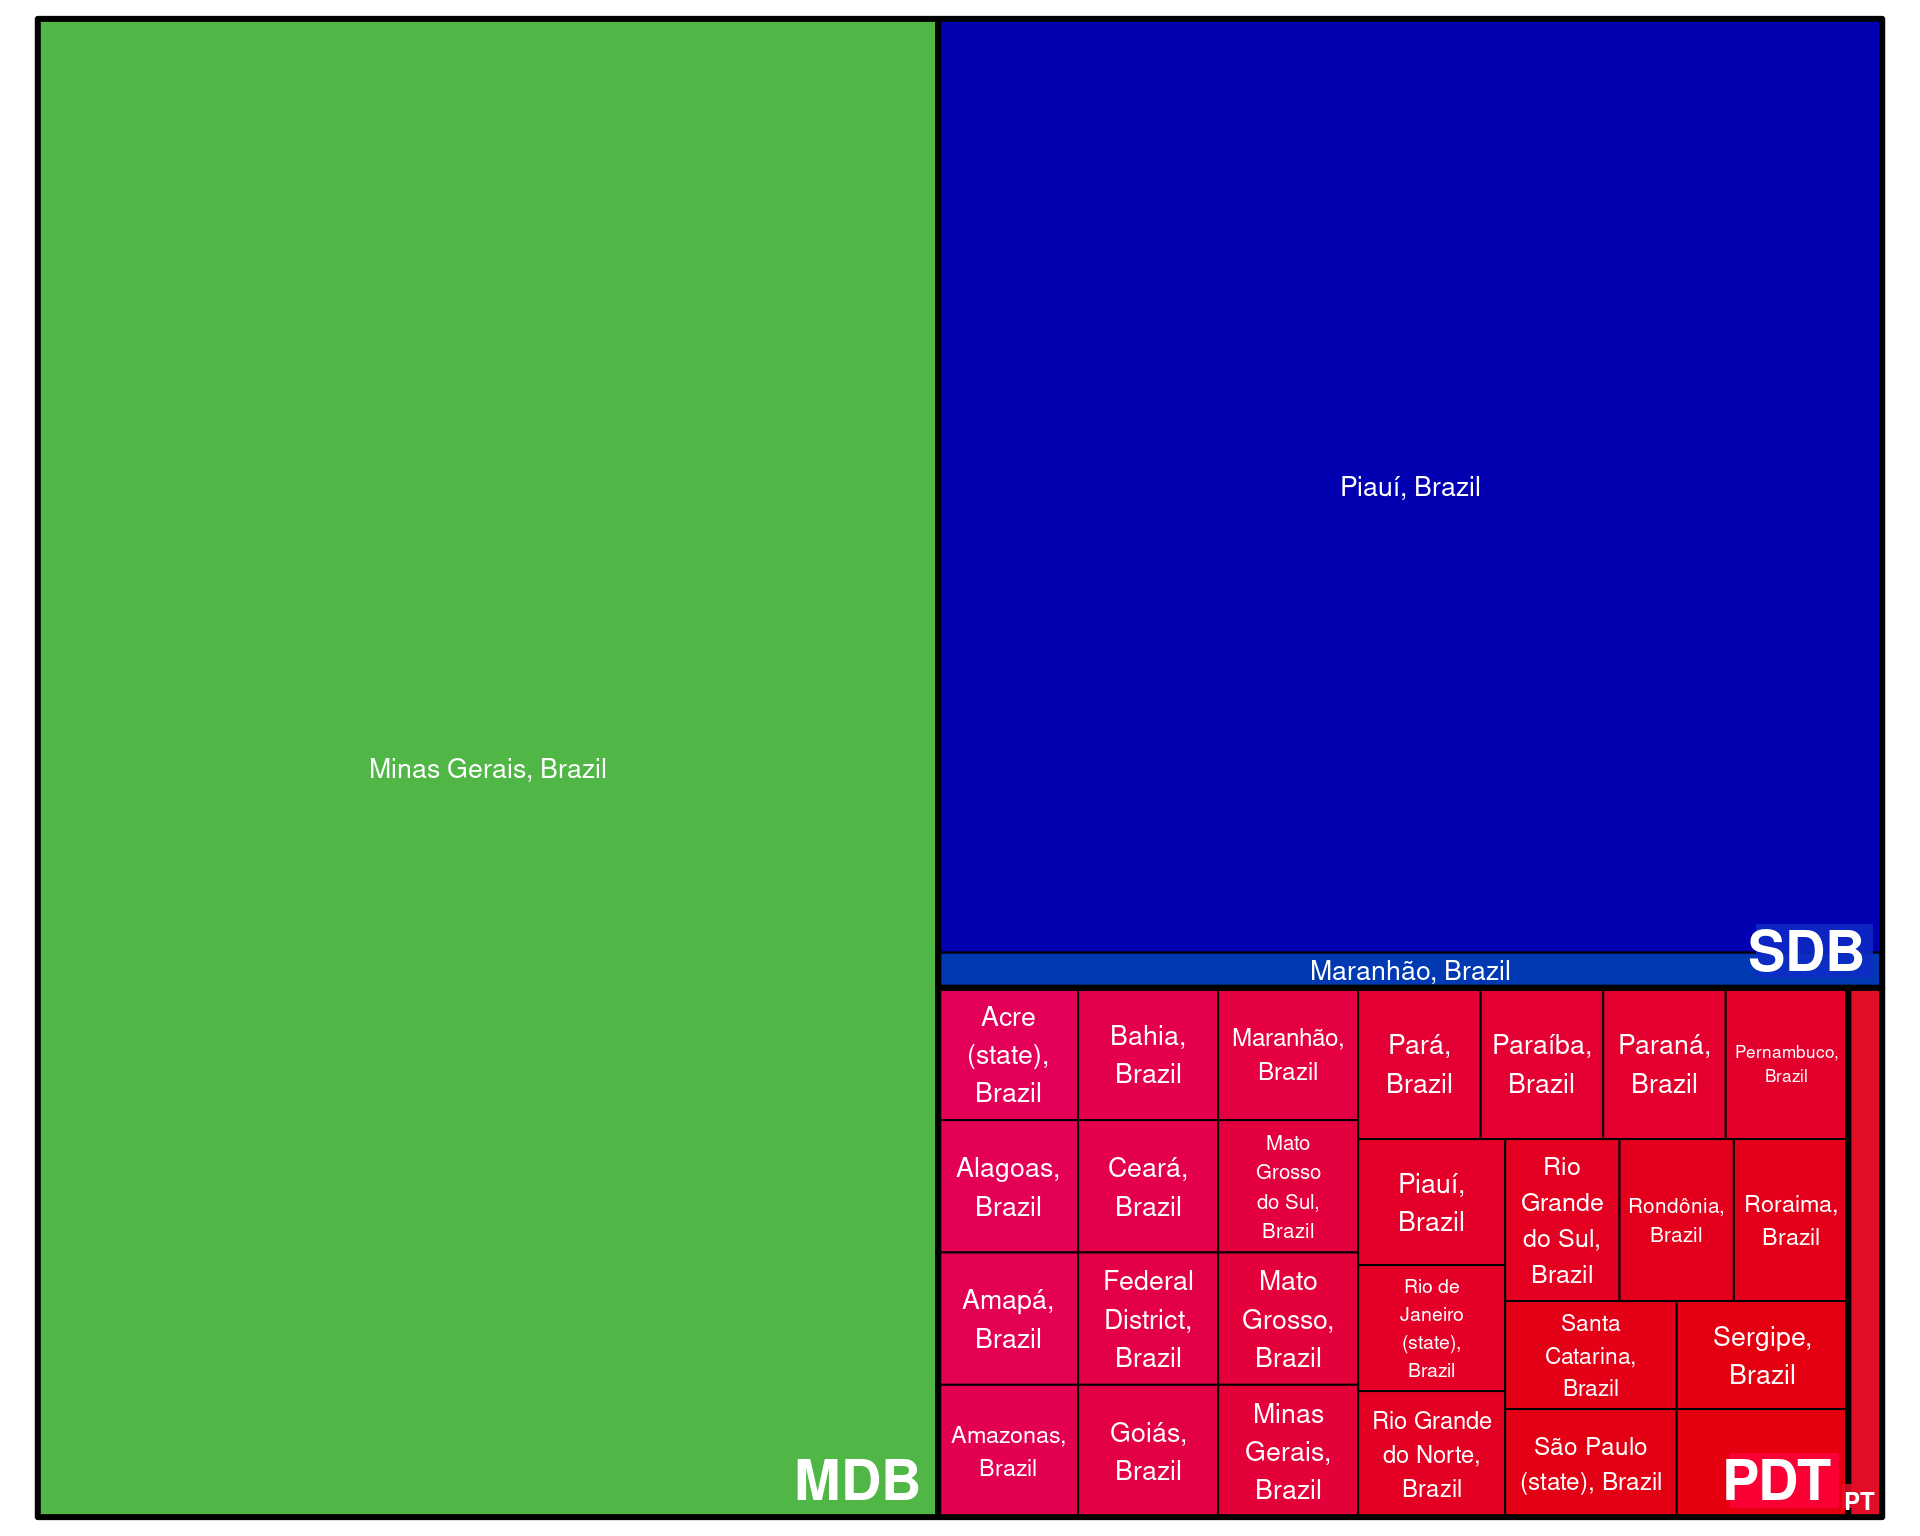 Minas Gerais, Brazil
MDB
Piauí, Brazil
SDB
Maranhão, Brazil
Acre
(state),
Brazil
Bahia,
Brazil
Maranhão,
Brazil
Pará,
Brazil
Paraíba,
Brazil
Paraná,
Brazil
Pernambuco,
Brazil
Alagoas,
Brazil
Ceará,
Brazil
Mato
Grosso
do Sul,
Brazil
Piauí,
Brazil
Rio
Grande
do Sul,
Brazil
Rondônia,
Brazil
Roraima,
Brazil
Amapá,
Brazil
Federal
District,
Brazil
Mato
Grosso,
Brazil
Rio de
Janeiro
(state),
Brazil
Santa
Catarina,
Brazil
Sergipe,
Brazil
Amazonas,
Brazil
Goiás,
Brazil
Minas
Gerais,
Brazil
Rio Grande
do Norte,
Brazil
São Paulo
(state), Brazil
PDT
PT